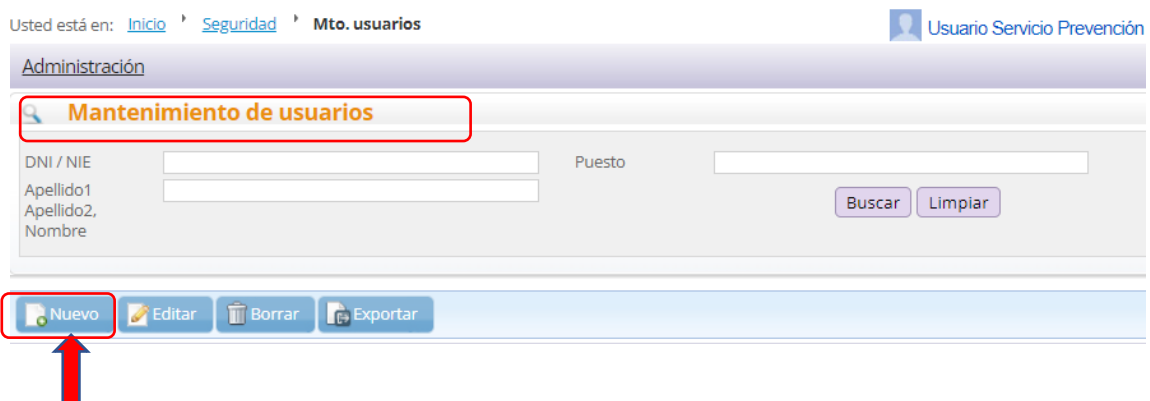 Usted está en: Inicio Seguridad Mto. usuarios
Usuario Servicio Prevención
Administración
Mantenimiento de usuarios
DNI / NIE
Puesto
Apellido1
Apellido2,
Nombre
Buscar Limpiar
Nuevo Editar Borrar Exportar